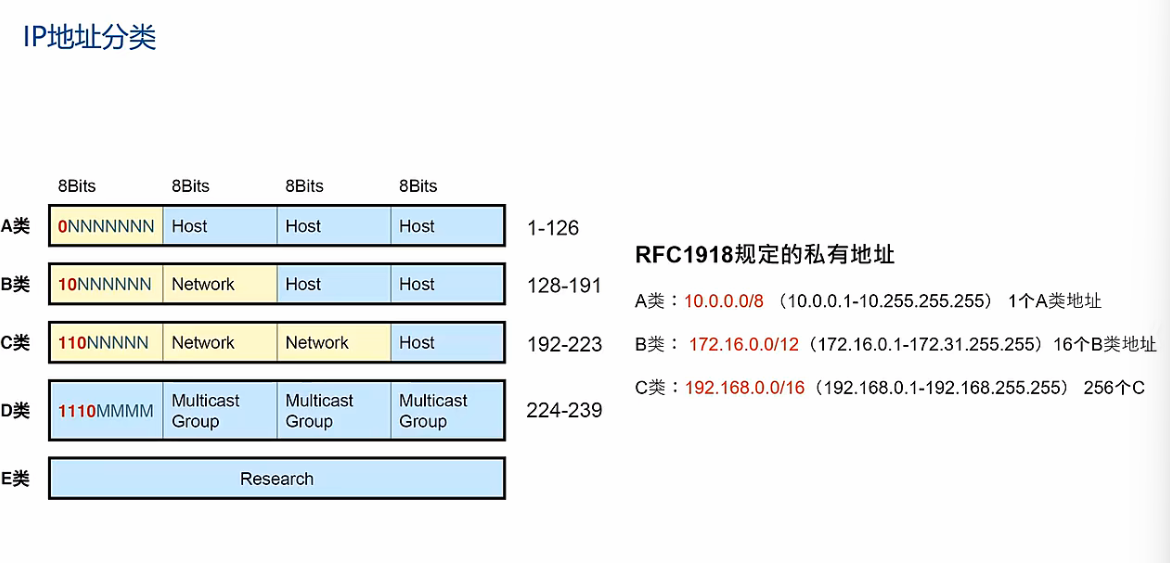 IP地址分类
8Bits 8Bits 8Bits 8Bits
A类 0NNNNNNN Host Host Host 1-126
B类 10NNNNNN Network Host Host 128-191
C类 110NNNNN Network Network Host 192-223
D类 1110MMMM Multicast Group Multicast Group Multicast Group 224-239
E类 Research
RFC1918规定的私有地址
A类：10.0.0.0/8 （10.0.0.1-10.255.255.255） 1个A类地址
B类： 172.16.0.0/12（172.16.0.1-172.31.255.255）16个B类地址
C类：192.168.0.0/16（192.168.0.1-192.168.255.255） 256个C